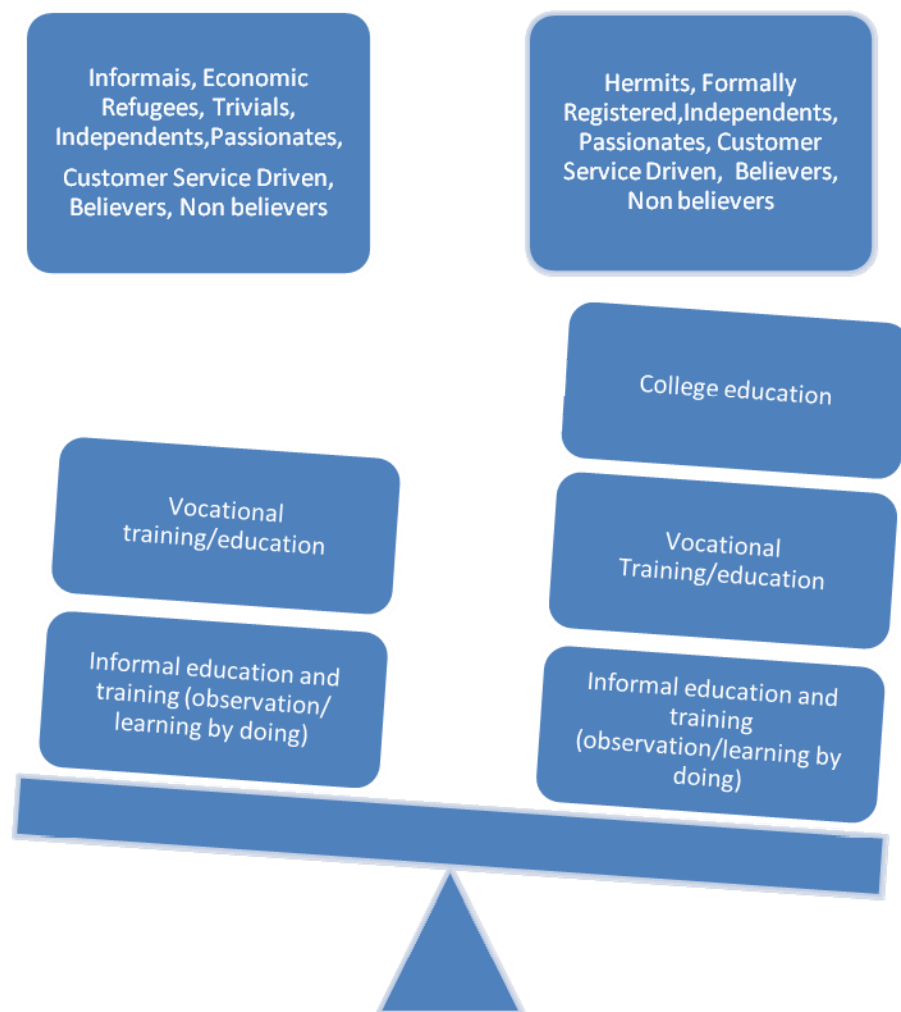 Informais, Economic
Refugees, Trivials,
Independents,Passionates,
Customer Service Driven,
Believers, Non believers
Hermits, Formally
Registered,Independents,
Passionates, Customer
Service Driven, Believers,
Non believers
College education
Vocational
training/education
Vocational
Training/education
Informal education and
training (observation/
learning by doing)
Informal education and
training
(observation/learning by
doing)